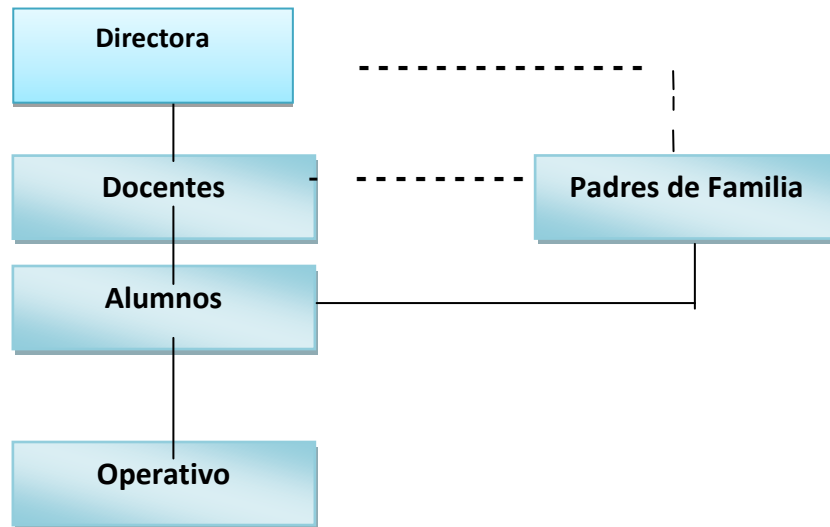 Directora
Docentes
Padres de Familia
Alumnos
Operativo